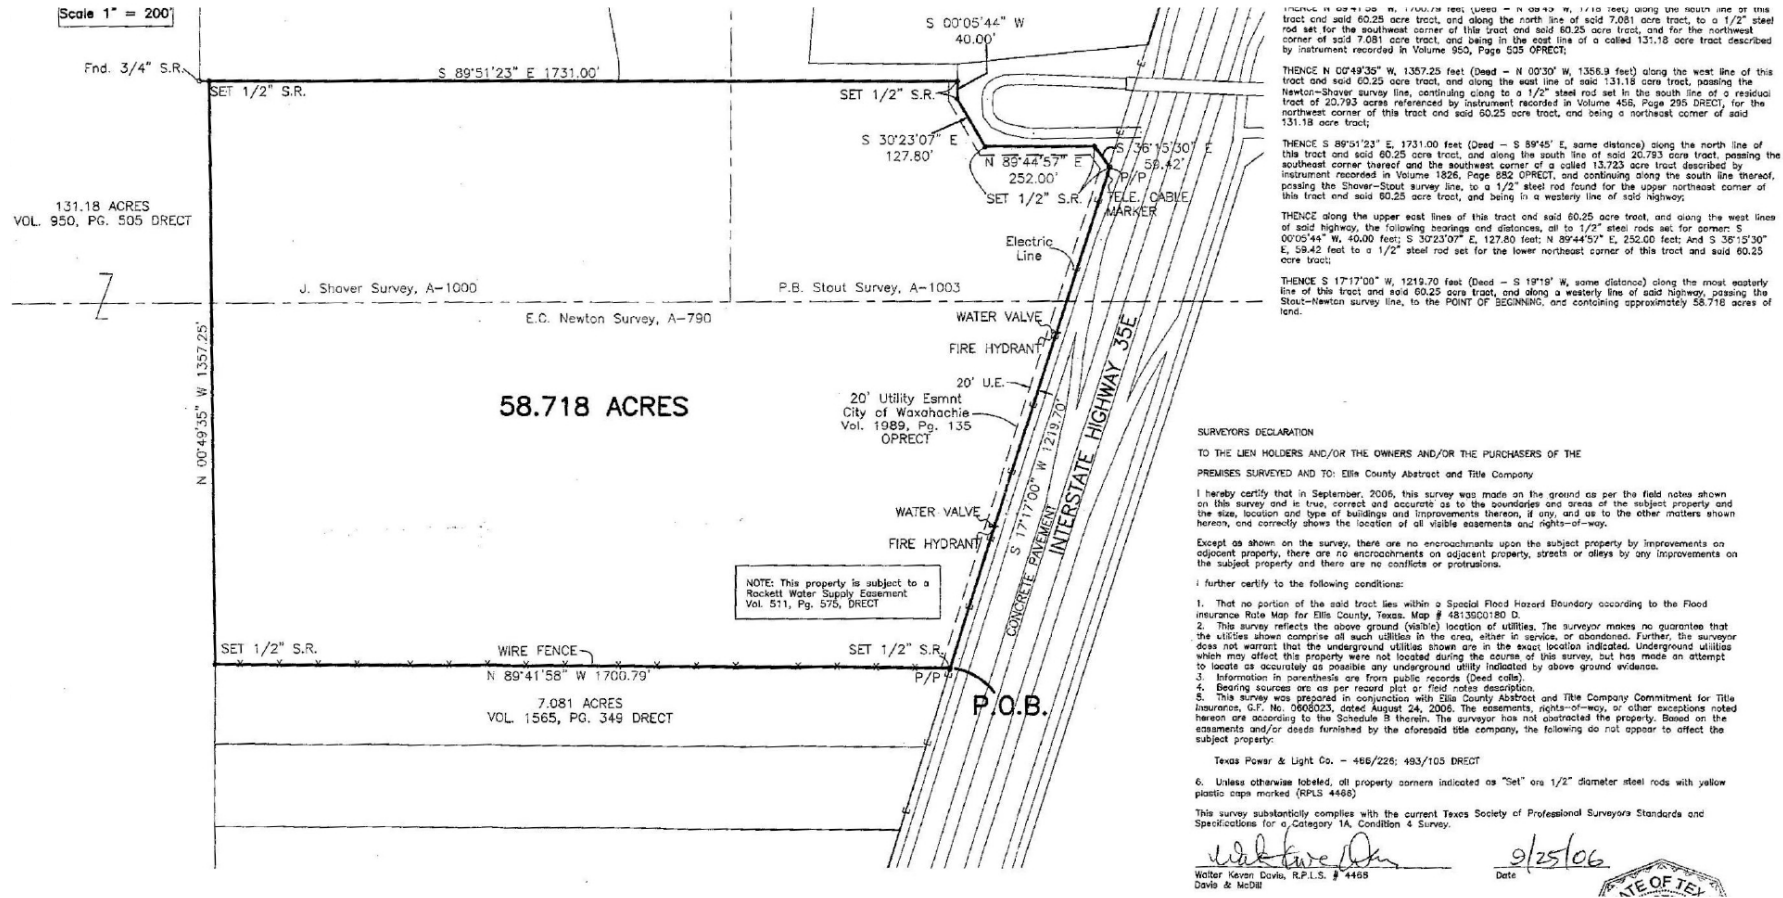 Scale 1" = 200'
S 00°05'44" W
40.00'
Fnd. 3/4" S.R.
S 89°51'23" E 1731.00'
SET 1/2" S.R.
SET 1/2" S.R.
S 30°23'07" E
127.80'
N 89°44'57" E
252.00'
S 36°15'30" E
59.42'
P/P
SET 1/2" S.R.
TELE. CABLE
MARKER
131.18 ACRES
VOL. 950, PG. 505 DRECT
Electric
Line
J. Shaver Survey, A-1000
P.B. Stout Survey, A-1003
E.C. Newton Survey, A-790
WATER VALVE
FIRE HYDRANT
N 00°49'35" W 1357.25'
58.718 ACRES
20' U.E.
20' Utility Esmnt
City of Waxahachie
Vol. 1989, Pg. 135
OPRECT
S 17°17'00" W 1219.70'
CONCRETE PAVEMENT
INTERSTATE HIGHWAY 35E
WATER VALVE
FIRE HYDRANT
NOTE: This property is subject to a
Rockett Water Supply Easement
Vol. 511, Pg. 575, DRECT
SET 1/2" S.R.
WIRE FENCE
SET 1/2" S.R.
N 89°41'58" W 1700.79'
P/P
7.081 ACRES
VOL. 1565, PG. 349 DRECT
P.O.B.
THENCE N 89°41'58" W, 1700.79 feet (Deed - N 89°45' W, 1716 feet) along the south line of this
tract and said 60.25 acre tract, and along the north line of said 7.081 acre tract, to a 1/2" steel
rod set for the southwest corner of this tract and said 60.25 acre tract, and for the northwest
corner of said 7.081 acre tract, and being in the east line of a called 131.18 acre tract described
by instrument recorded in Volume 950, Page 505 OPRECT;
THENCE N 00°49'35" W, 1357.25 feet (Deed - N 00°30' W, 1356.9 feet) along the west line of this
tract and said 60.25 acre tract, and along the east line of said 131.18 acre tract, passing the
Newton-Shaver survey line, continuing along to a 1/2" steel rod set in the south line of a residual
tract of 20.793 acres referenced by instrument recorded in Volume 456, Page 295 DRECT, for the
northwest corner of this tract and said 60.25 acre tract, and being a northeast corner of said
131.18 acre tract;
THENCE S 89°51'23" E, 1731.00 feet (Deed - S 89°45' E, same distance) along the north line of
this tract and said 60.25 acre tract, and along the south line of said 20.793 acre tract, passing the
southeast corner thereof and the southwest corner of a called 13.723 acre tract described by
instrument recorded in Volume 1826, Page 882 OPRECT, and continuing along the south line thereof,
passing the Shaver-Stout survey line, to a 1/2" steel rod found for the upper northeast corner of
this tract and said 60.25 acre tract, and being in a westerly line of said highway;
THENCE along the upper east lines of this tract and said 60.25 acre tract, and along the west lines
of said highway, the following bearings and distances, all to 1/2" steel rods set for corner: S
00°05'44" W, 40.00 feet; S 30°23'07" E, 127.80 feet; N 89°44'57" E, 252.00 feet; And S 36°15'30"
E, 59.42 feet to a 1/2" steel rod set for the lower northeast corner of this tract and said 60.25
acre tract;
THENCE S 17°17'00" W, 1219.70 feet (Deed - S 19°19' W, same distance) along the most easterly
line of this tract and said 60.25 acre tract, and along a westerly line of said highway, passing the
Stout-Newton survey line, to the POINT OF BEGINNING, and containing approximately 58.718 acres of
land.
SURVEYORS DECLARATION
TO THE LIEN HOLDERS AND/OR THE OWNERS AND/OR THE PURCHASERS OF THE
PREMISES SURVEYED AND TO: Ellis County Abstract and Title Company
I hereby certify that in September, 2006, this survey was made on the ground as per the field notes shown
on this survey and is true, correct and accurate as to the boundaries and areas of the subject property and
the size, location and type of buildings and improvements thereon, if any, and as to the other matters shown
hereon, and correctly shows the location of all visible easements and rights-of-way.
Except as shown on the survey, there are no encroachments upon the subject property by improvements on
adjacent property, there are no encroachments on adjacent property, streets or alleys by any improvements on
the subject property and there are no conflicts or protrusions.
I further certify to the following conditions:
1. That no portion of the said tract lies within a Special Flood Hazard Boundary according to the Flood
Insurance Rate Map for Ellis County, Texas. Map # 48139C0180 D.
2. This survey reflects the above ground (visible) location of utilities. The surveyor makes no guarantee that
the utilities shown comprise all such utilities in the area, either in service, or abandoned. Further, the surveyor
does not warrant that the underground utilities shown are in the exact location indicated. Underground utilities
which may affect this property were not located during the course of this survey, but has made an attempt
to locate as accurately as possible any underground utility indicated by above ground evidence.
3. Information in parenthesis are from public records (Deed calls).
4. Bearing sources are as per record plat or field notes description.
5. This survey was prepared in conjunction with Ellis County Abstract and Title Company Commitment for Title
Insurance, G.F. No. 0608023, dated August 24, 2006. The easements, rights-of-way, or other exceptions noted
hereon are according to the Schedule B therein. The surveyor has not abstracted the property. Based on the
easements and/or deeds furnished by the aforesaid title company, the following do not appear to affect the
subject property:
Texas Power & Light Co. - 466/226; 493/105 DRECT
6. Unless otherwise labeled, all property corners indicated as "Set" are 1/2" diameter steel rods with yellow
plastic caps marked (RPLS 4466)
This survey substantially complies with the current Texas Society of Professional Surveyors Standards and
Specifications for a Category 1A, Condition 4 Survey.
9/25/06
Walter Keven Davis, R.P.L.S. # 4466
Date
Davis & McDill